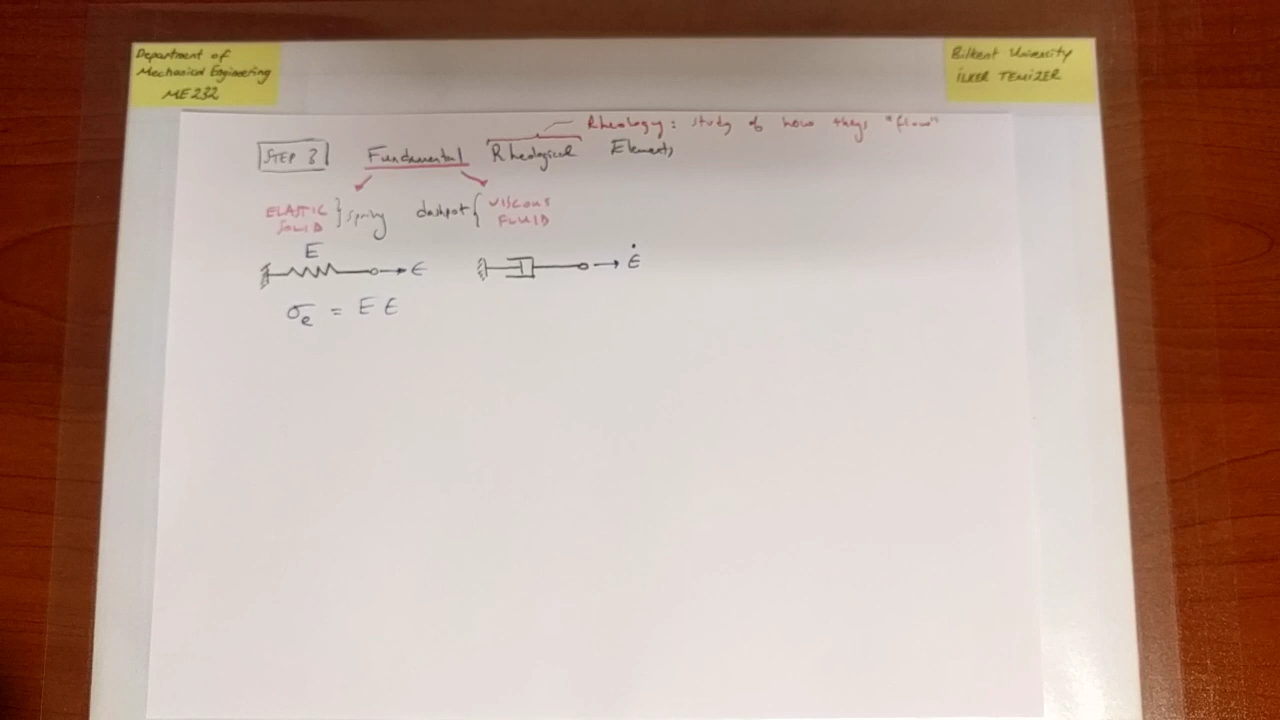 Department of
Mechanical Engineering
ME232
Bilkent University
İLKER TEMİZER
Rheology: study of how things "flow"
STEP 3 Fundamental Rheological Elements
ELASTIC SOLID } spring dashpot { VISCOUS FLUID
E
ϵ ϵ̇
σe = E ϵ